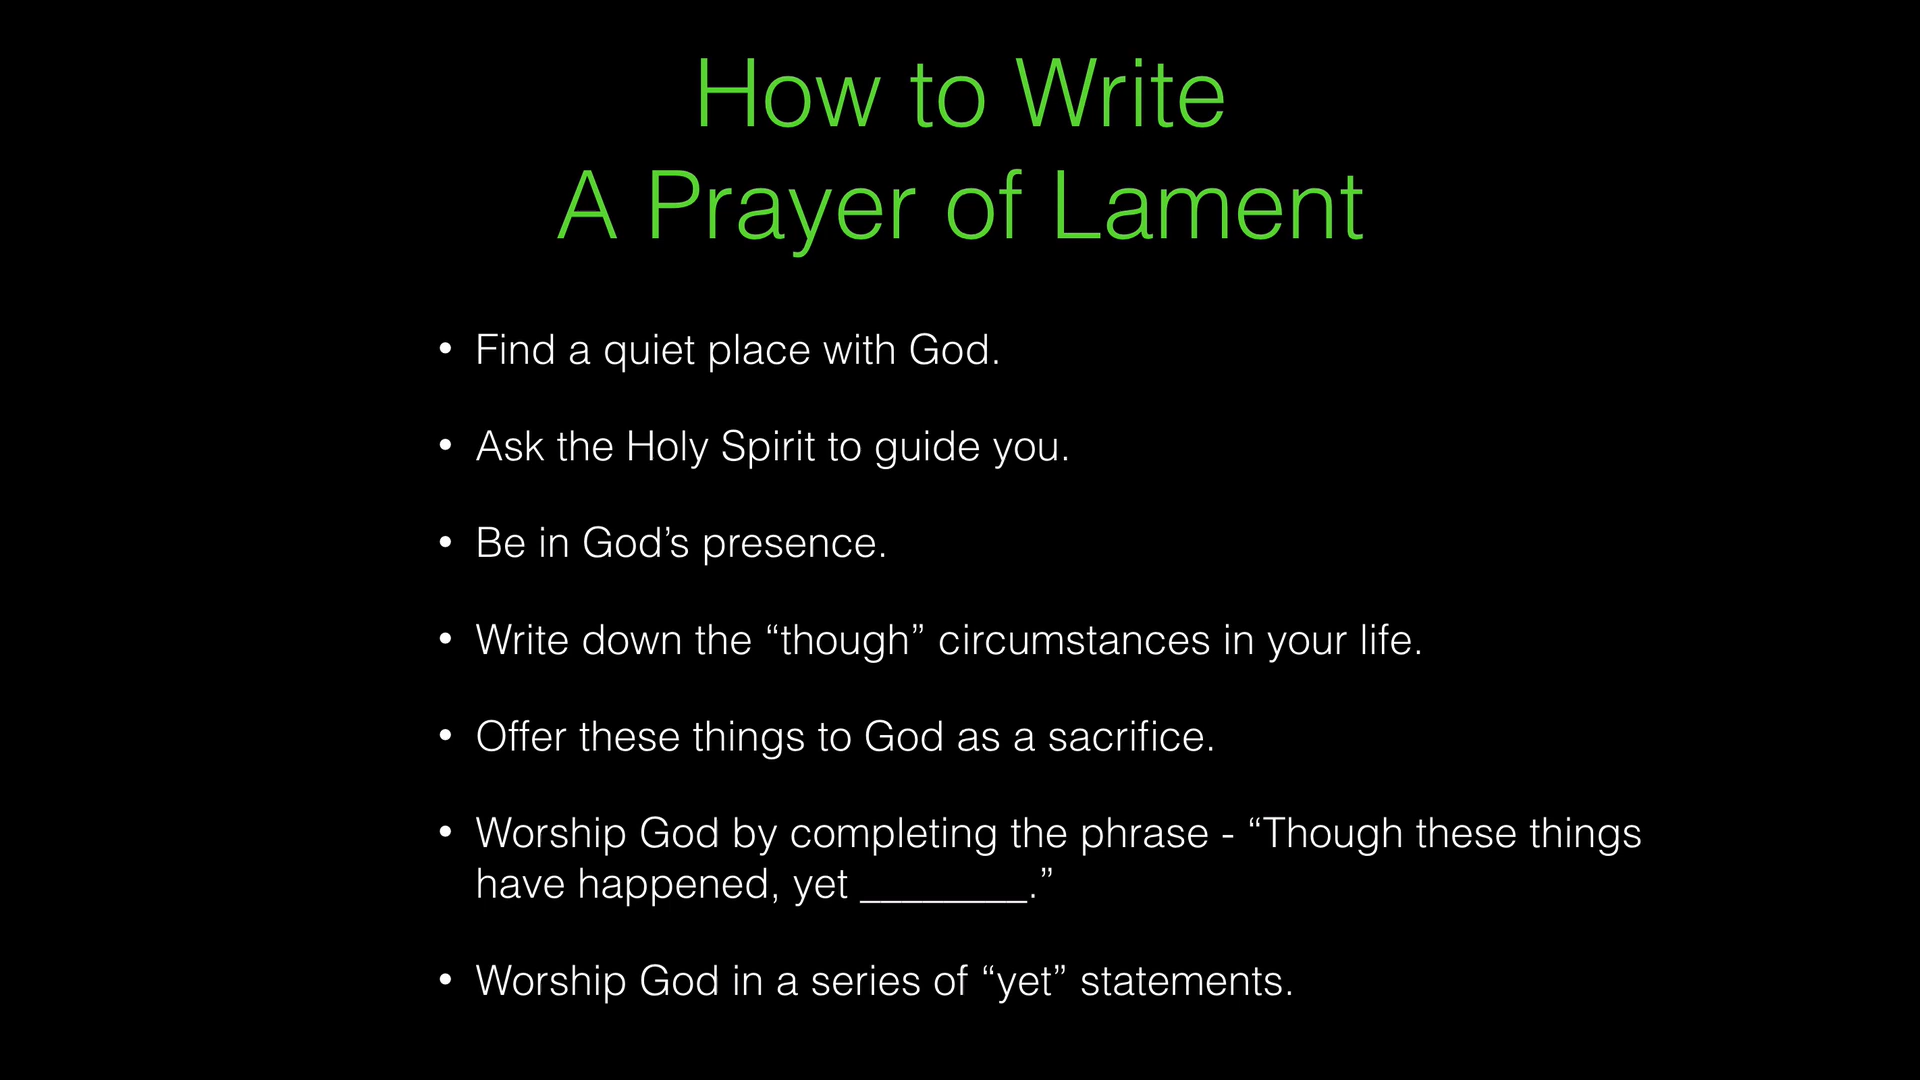 How to Write
A Prayer of Lament
• Find a quiet place with God.
• Ask the Holy Spirit to guide you.
• Be in God’s presence.
• Write down the “though” circumstances in your life.
• Offer these things to God as a sacrifice.
• Worship God by completing the phrase - “Though these things
have happened, yet ________.”
• Worship God in a series of “yet” statements.